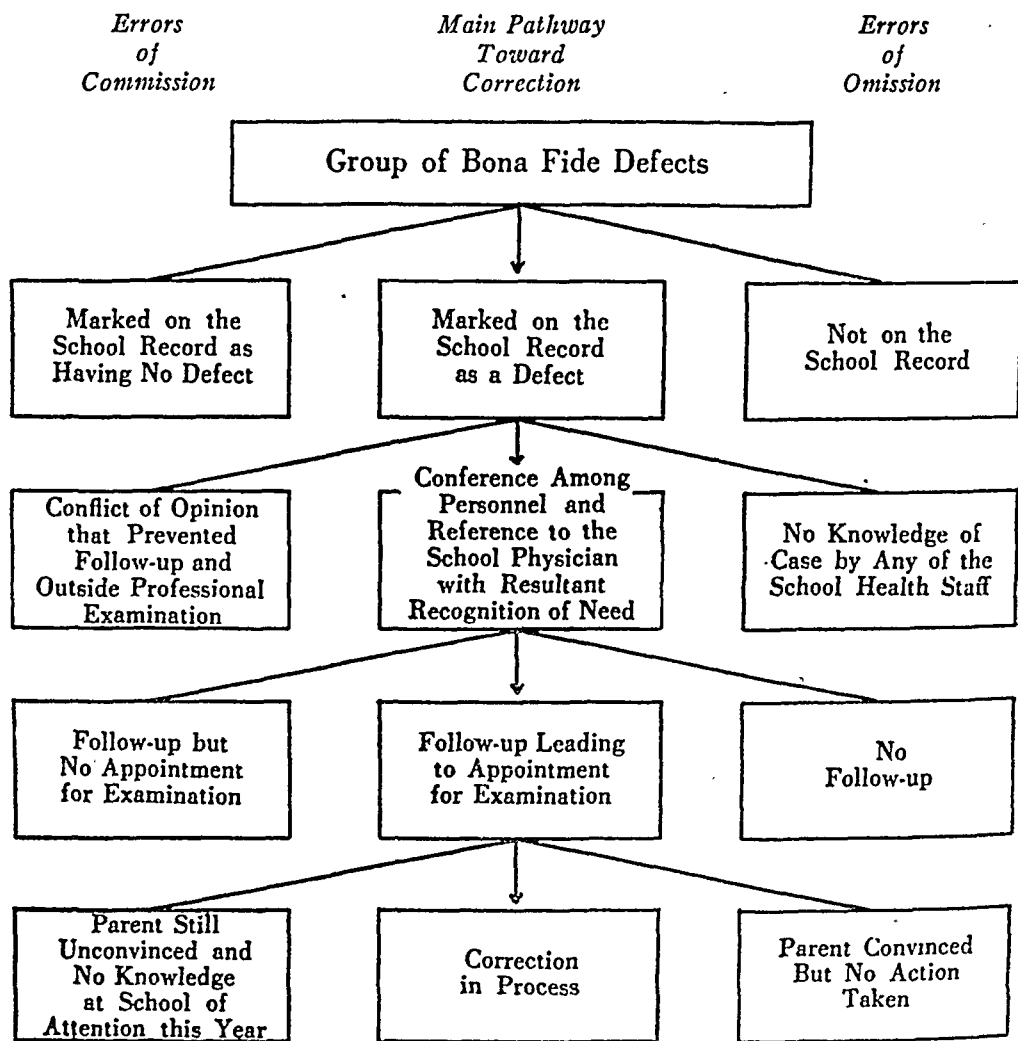 Errors
of
Commission
Main Pathway
Toward
Correction
Errors
of
Omission
Group of Bona Fide Defects
Marked on the
School Record as
Having No Defect
Marked on the
School Record
as a Defect
Not on the
School Record
Conflict of Opinion
that Prevented
Follow-up and
Outside Professional
Examination
Conference Among
Personnel and
Reference to the
School Physician
with Resultant
Recognition of Need
No Knowledge of
Case by Any of the
School Health Staff
Follow-up but
No Appointment
for Examination
Follow-up Leading
to Appointment
for Examination
No
Follow-up
Parent Still
Unconvinced and
No Knowledge
at School of
Attention this Year
Correction
in Process
Parent Convinced
But No Action
Taken